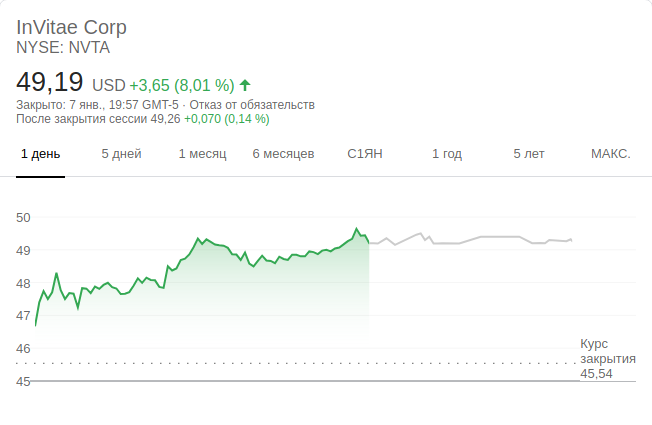 InVitae Corp
NYSE: NVTA
49,19 USD +3,65 (8,01 %)
Закрыто: 7 янв., 19:57 GMT-5 · Отказ от обязательств
После закрытия сессии 49,26 +0,070 (0,14 %)
1 день 5 дней 1 месяц 6 месяцев С1ЯН 1 год 5 лет МАКС.
50
49
48
47
46
45
Курс
закрытия
45,54